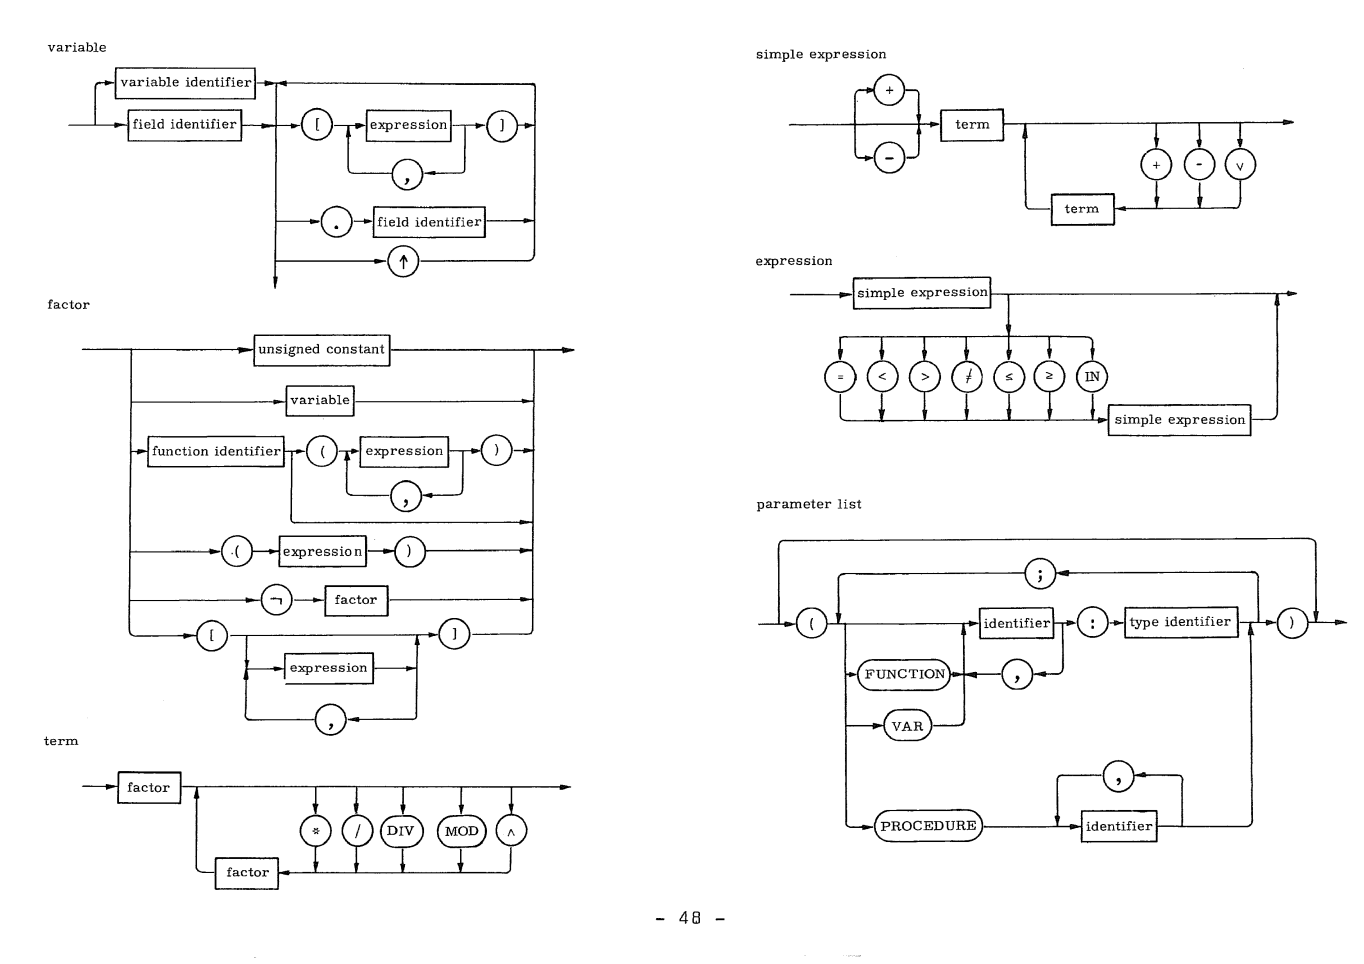 variable
variable identifier
field identifier [ expression ]
,
. field identifier
↑
factor
unsigned constant
variable
function identifier ( expression )
,
( expression )
¬ factor
[ ]
expression
,
term
factor
* / DIV MOD ∧
factor
simple expression
+
term
-
+ - ∨
term
expression
simple expression
= < > ≠ ≤ ≥ IN
simple expression
parameter list
;
( identifier : type identifier )
FUNCTION ,
VAR
,
PROCEDURE identifier
- 48 -